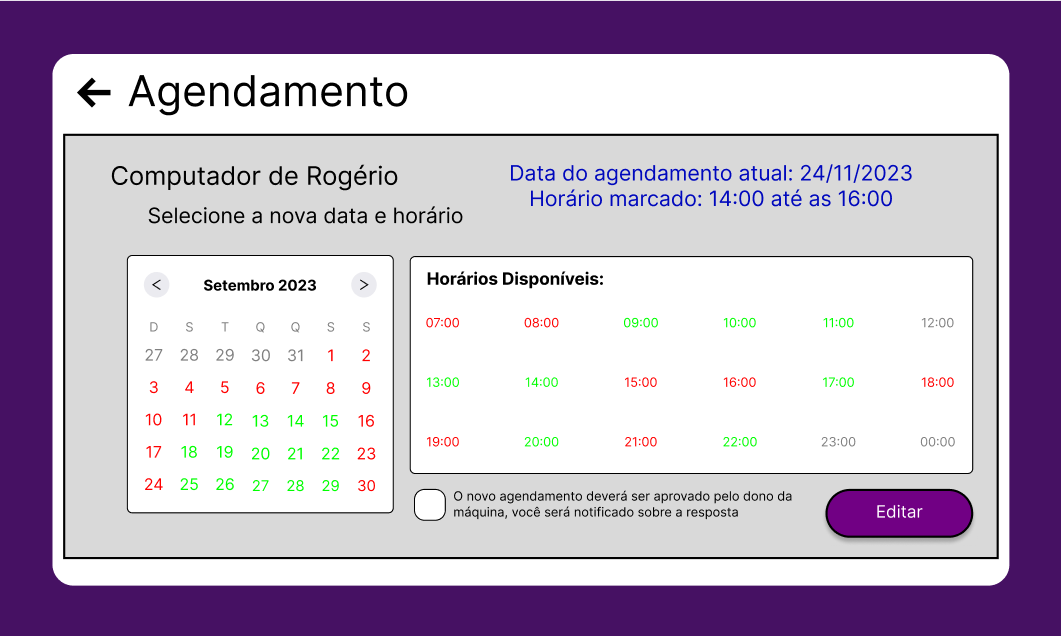 Agendamento
Computador de Rogério
Selecione a nova data e horário
Data do agendamento atual: 24/11/2023
Horário marcado: 14:00 até as 16:00
< Setembro 2023 >
D S T Q Q S S
27 28 29 30 31 1 2
3 4 5 6 7 8 9
10 11 12 13 14 15 16
17 18 19 20 21 22 23
24 25 26 27 28 29 30
Horários Disponíveis:
07:00 08:00 09:00 10:00 11:00 12:00
13:00 14:00 15:00 16:00 17:00 18:00
19:00 20:00 21:00 22:00 23:00 00:00
O novo agendamento deverá ser aprovado pelo dono da
máquina, você será notificado sobre a resposta
Editar